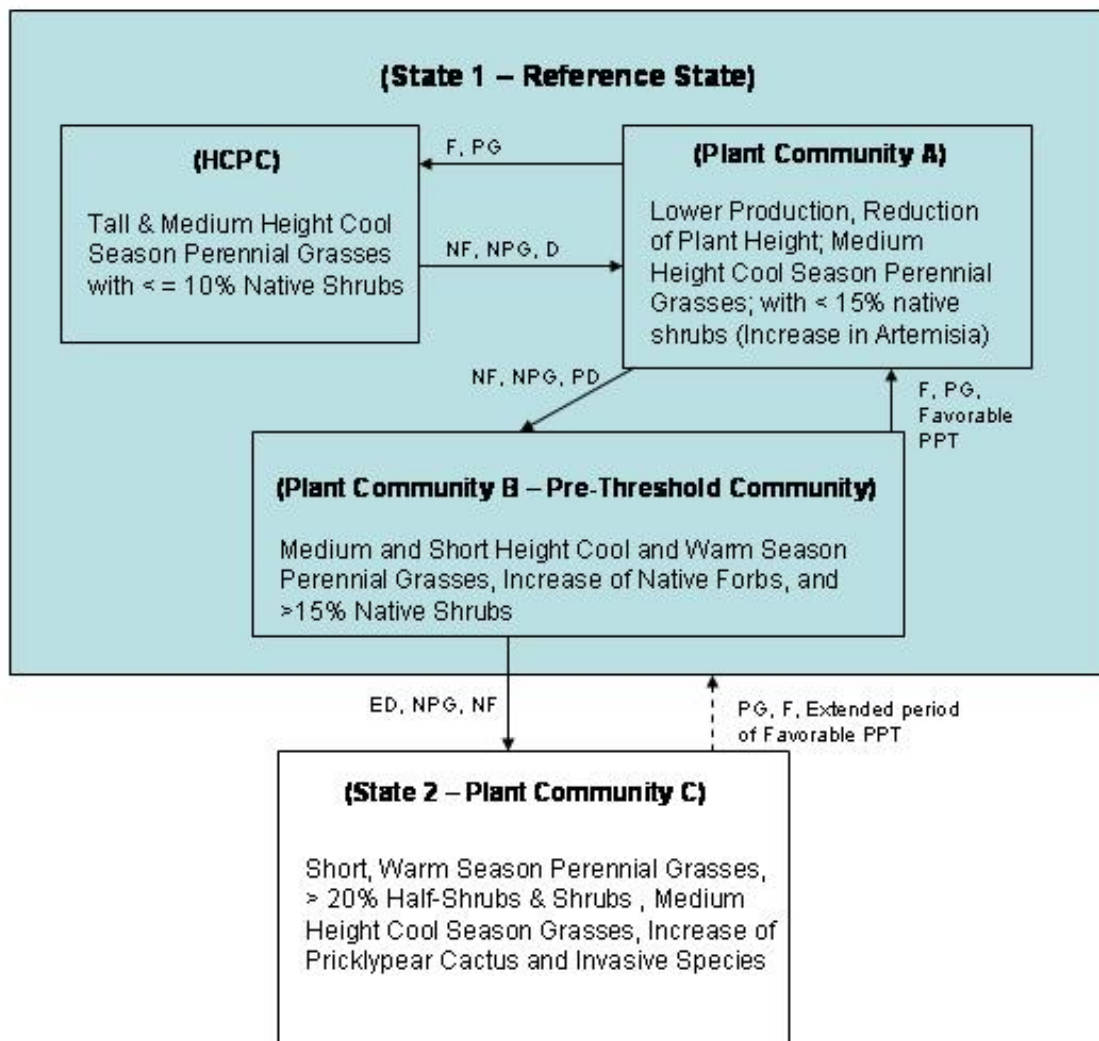 (State 1 – Reference State)
(HCPC)
Tall & Medium Height Cool
Season Perennial Grasses
with < = 10% Native Shrubs
F, PG
NF, NPG, D
(Plant Community A)
Lower Production, Reduction
of Plant Height; Medium
Height Cool Season Perennial
Grasses; with < 15% native
shrubs (Increase in Artemisia)
NF, NPG, PD
F, PG,
Favorable
PPT
(Plant Community B – Pre-Threshold Community)
Medium and Short Height Cool and Warm Season
Perennial Grasses, Increase of Native Forbs, and
>15% Native Shrubs
ED, NPG, NF
PG, F, Extended period
of Favorable PPT
(State 2 – Plant Community C)
Short, Warm Season Perennial Grasses,
> 20% Half-Shrubs & Shrubs , Medium
Height Cool Season Grasses, Increase of
Pricklypear Cactus and Invasive Species